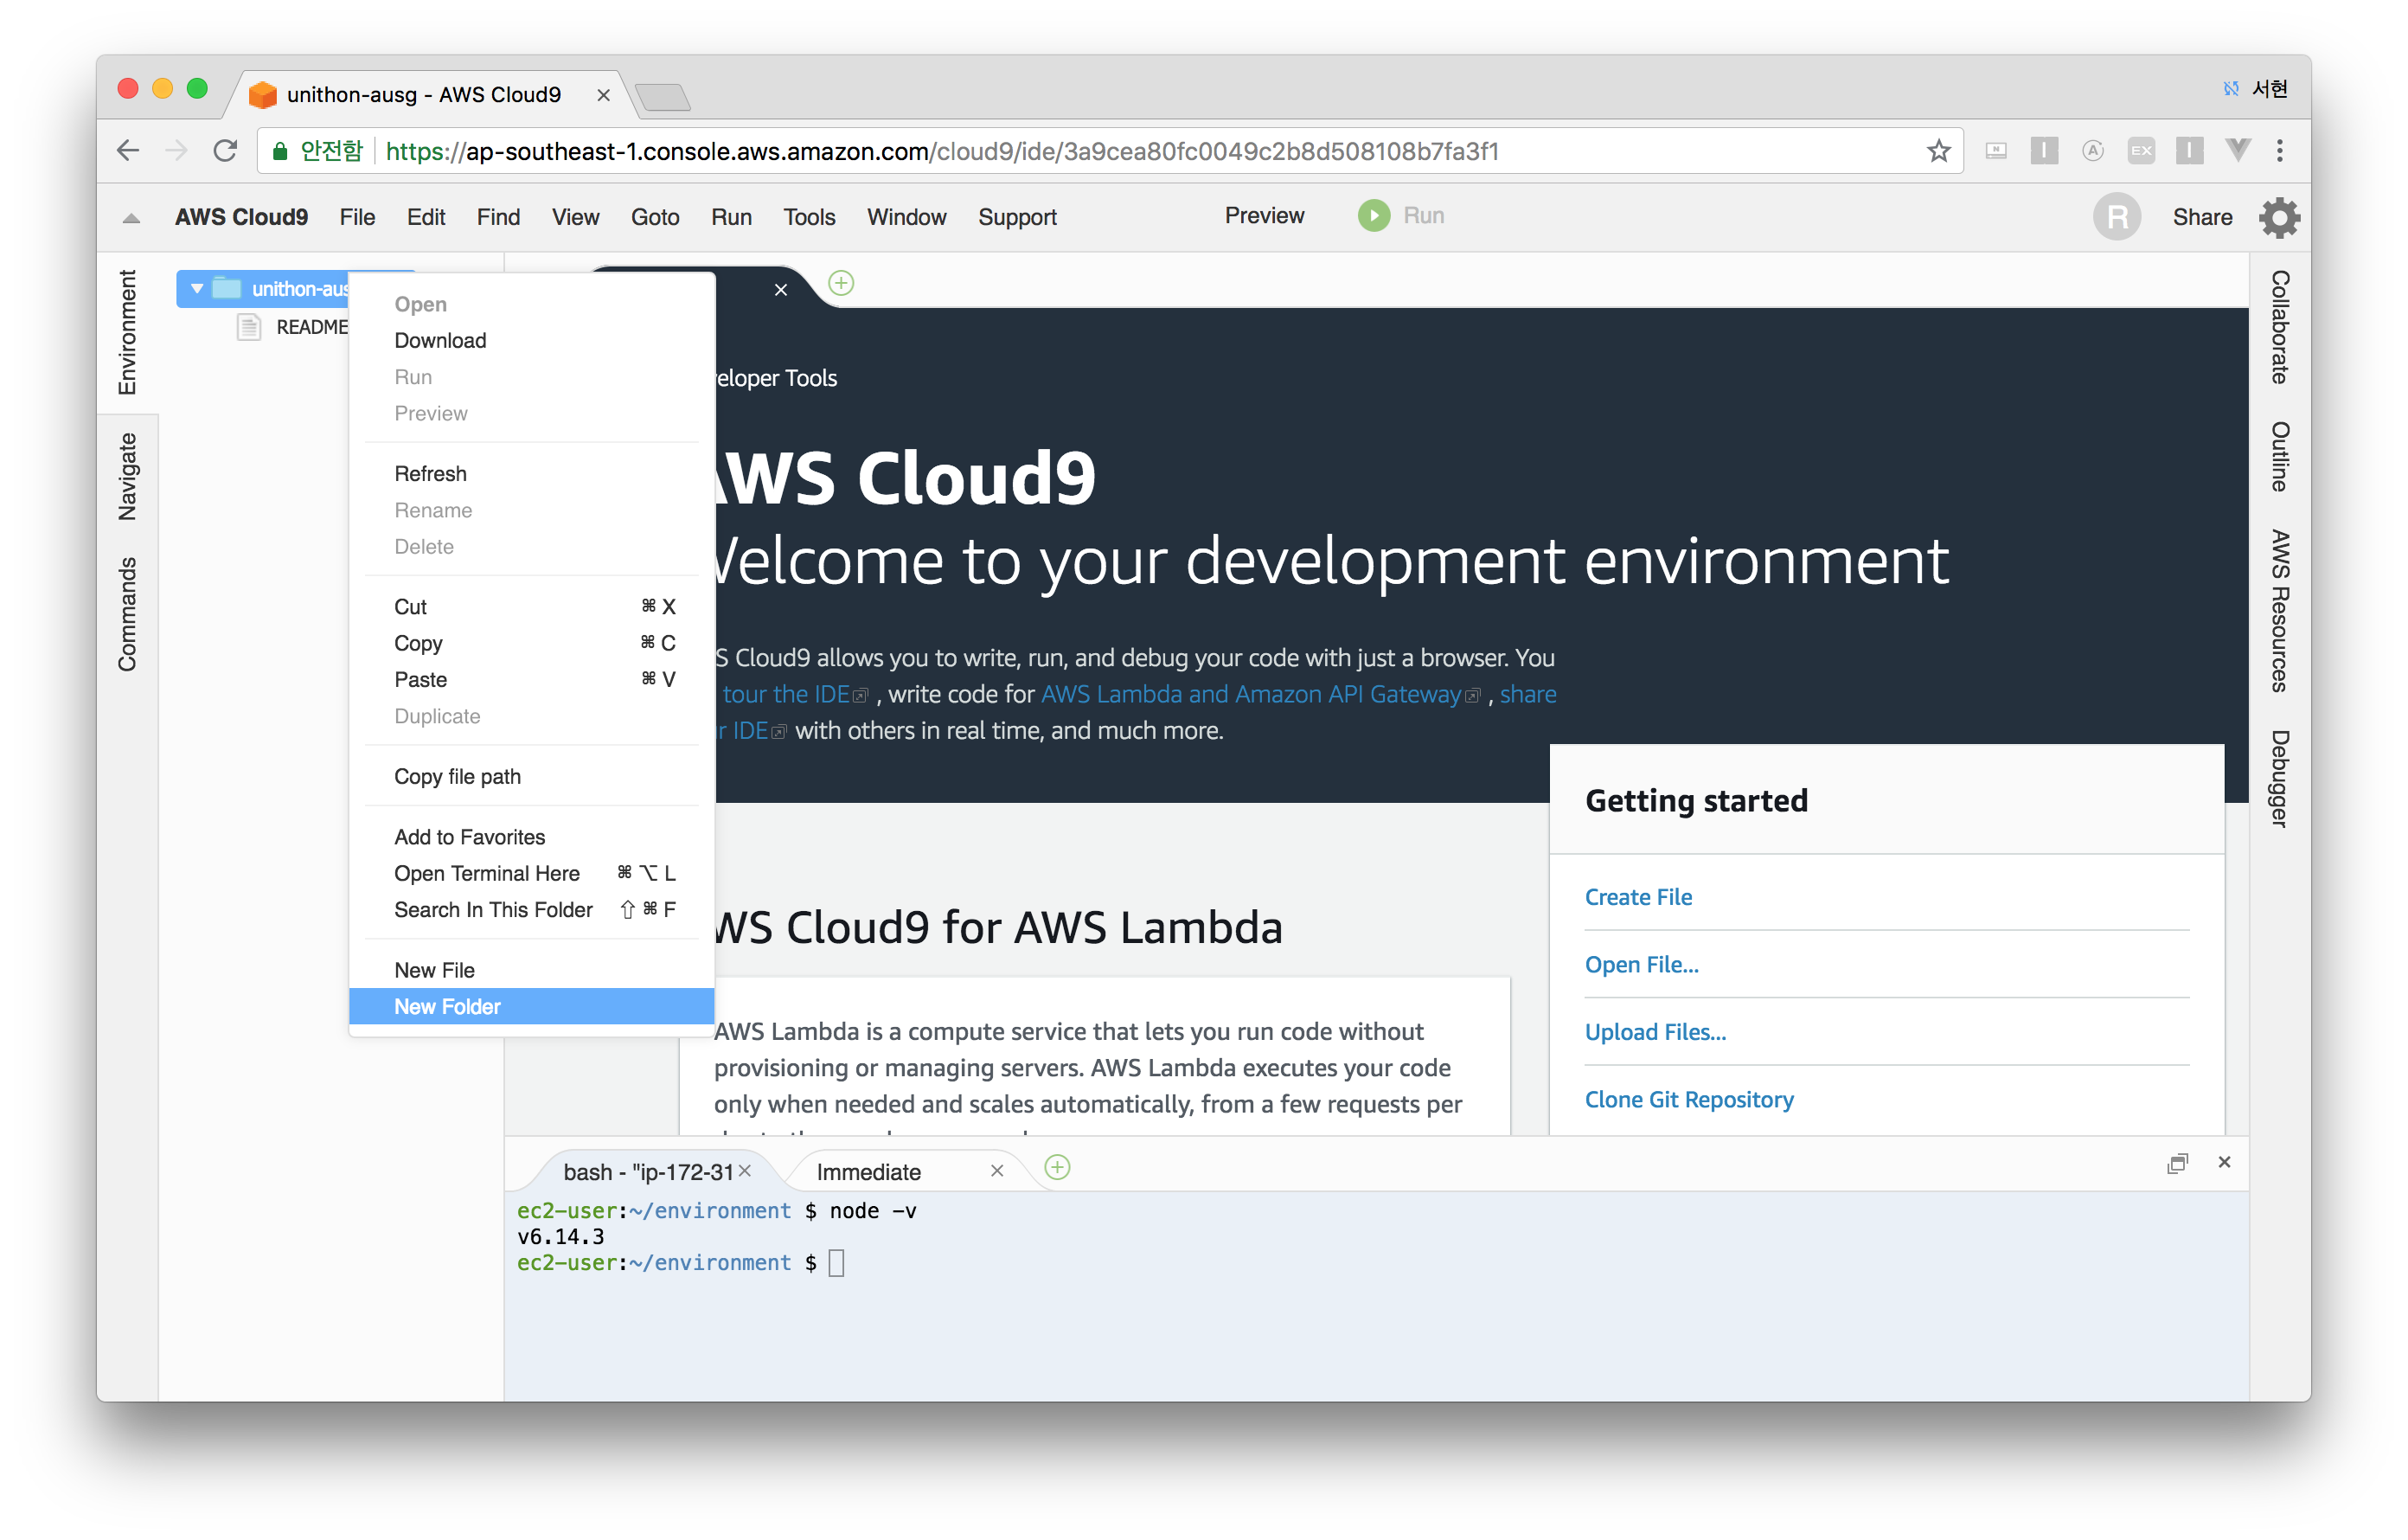 unithon-ausg - AWS Cloud9
서현
안전함 https://ap-southeast-1.console.aws.amazon.com/cloud9/ide/3a9cea80fc0049c2b8d508108b7fa3f1
AWS Cloud9 File Edit Find View Goto Run Tools Window Support Preview Run R Share
Environment
Navigate
Commands
unithon-aus
README
Open
Download
Run
Preview
Refresh
Rename
Delete
Cut ⌘ X
Copy ⌘ C
Paste ⌘ V
Duplicate
Copy file path
Add to Favorites
Open Terminal Here ⌘ ⌥ L
Search In This Folder ⇧ ⌘ F
New File
New Folder
eloper Tools
AWS Cloud9
Welcome to your development environment
S Cloud9 allows you to write, run, and debug your code with just a browser. You
tour the IDE , write code for AWS Lambda and Amazon API Gateway , share
r IDE with others in real time, and much more.
WS Cloud9 for AWS Lambda
AWS Lambda is a compute service that lets you run code without
provisioning or managing servers. AWS Lambda executes your code
only when needed and scales automatically, from a few requests per
Getting started
Create File
Open File...
Upload Files...
Clone Git Repository
Collaborate
Outline
AWS Resources
Debugger
bash - "ip-172-31
Immediate
ec2-user:~/environment $ node -v
v6.14.3
ec2-user:~/environment $